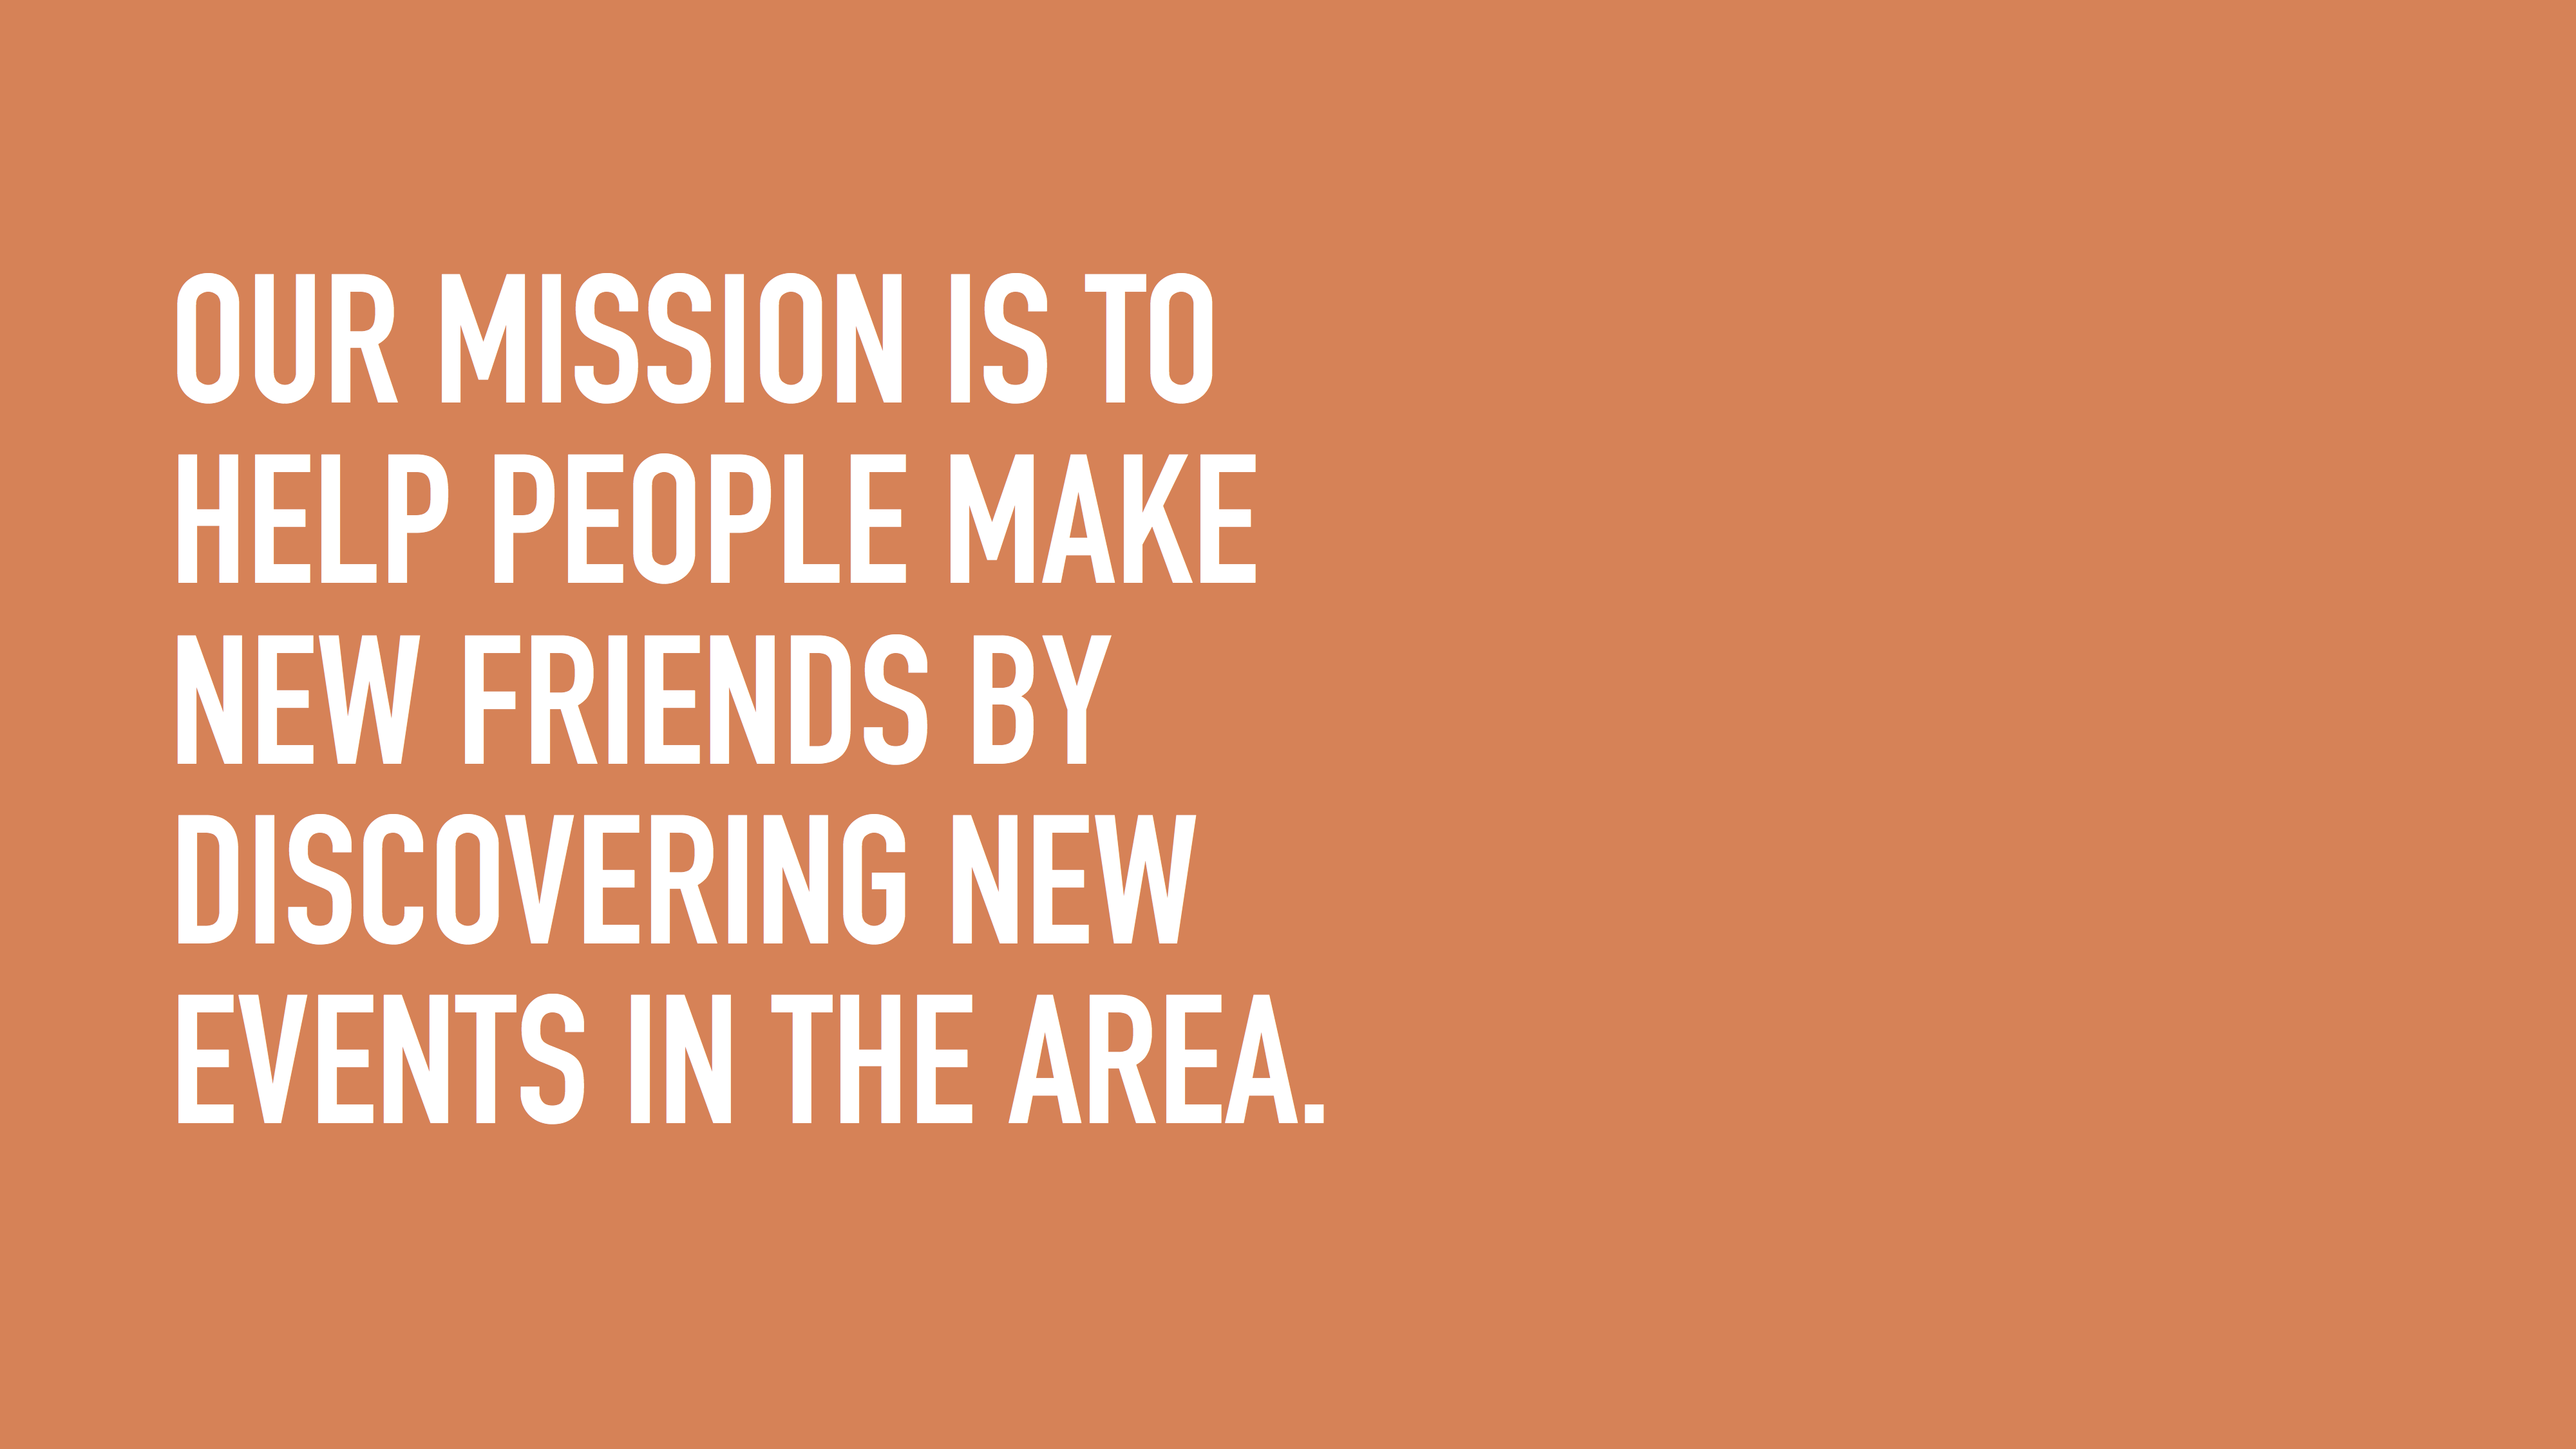 OUR MISSION IS TO
HELP PEOPLE MAKE
NEW FRIENDS BY
DISCOVERING NEW
EVENTS IN THE AREA.